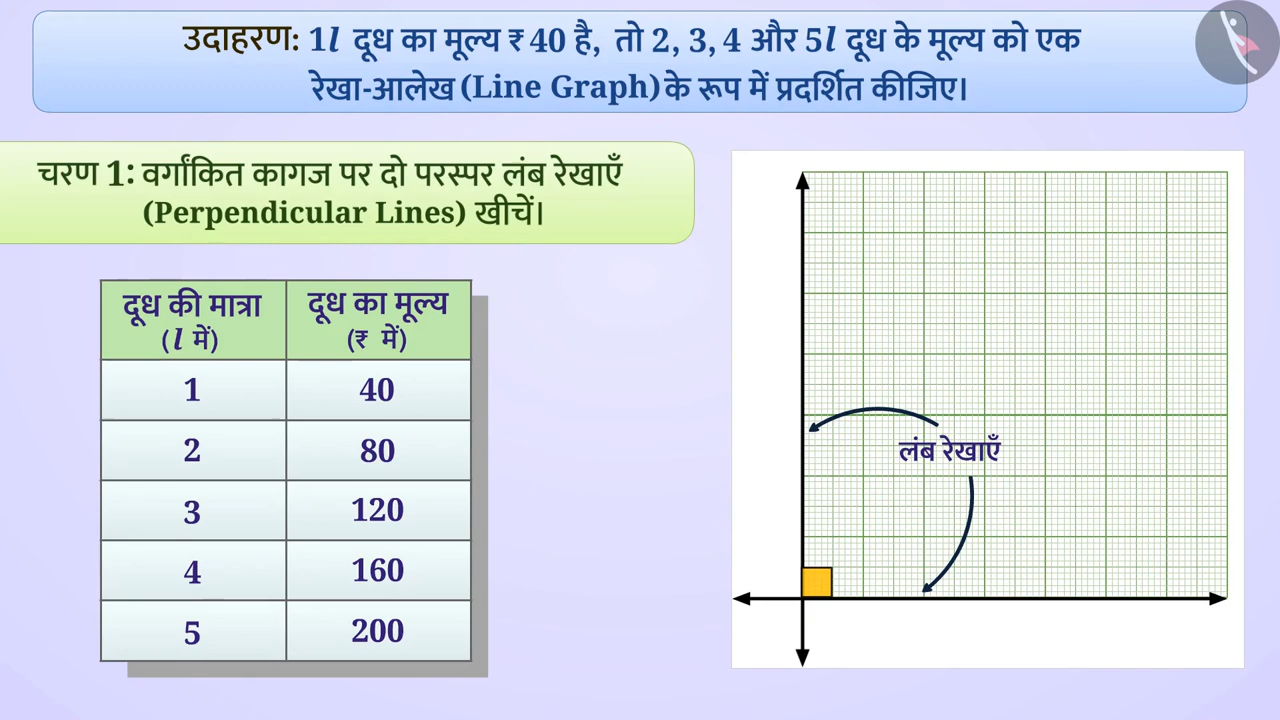 उदाहरण: 1l दूध का मूल्य ₹ 40 है, तो 2, 3, 4 और 5l दूध के मूल्य को एक
रेखा-आलेख (Line Graph) के रूप में प्रदर्शित कीजिए।
चरण 1: वर्गांकित कागज पर दो परस्पर लंब रेखाएँ
(Perpendicular Lines) खीचें।
दूध की मात्रा दूध का मूल्य
(l में) (₹ में)
1 40
2 80
3 120
4 160
5 200
लंब रेखाएँ